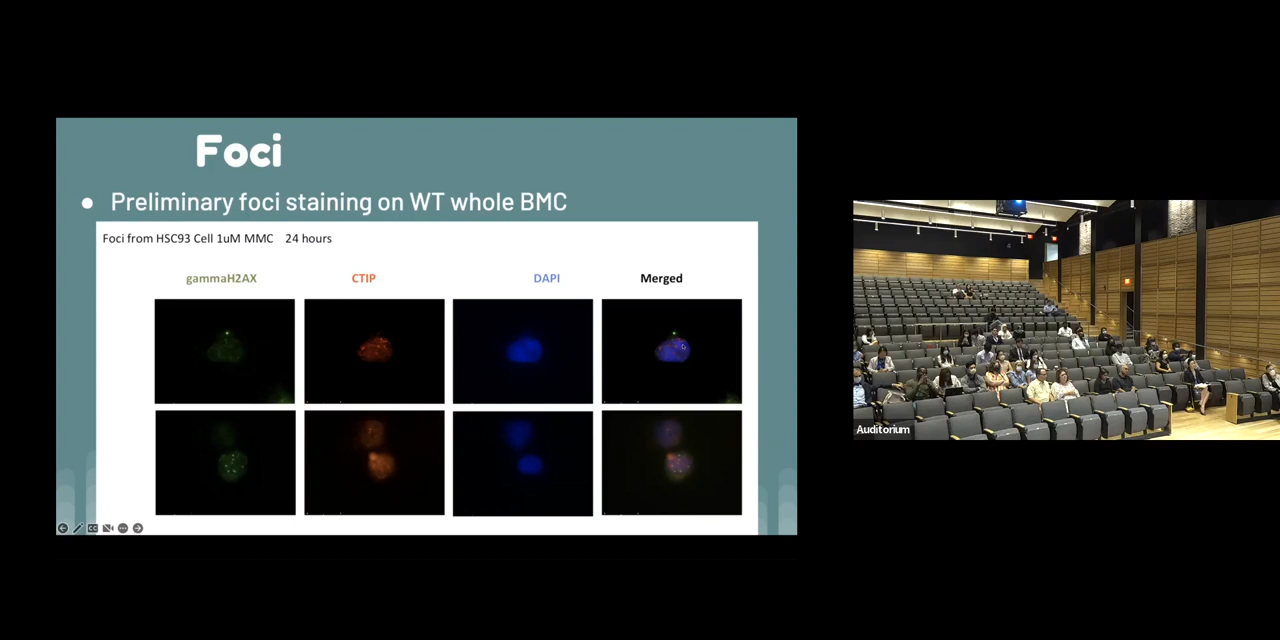 Foci
● Preliminary foci staining on WT whole BMC
Foci from HSC93 Cell 1uM MMC 24 hours
gammaH2AX CTIP DAPI Merged
Auditorium